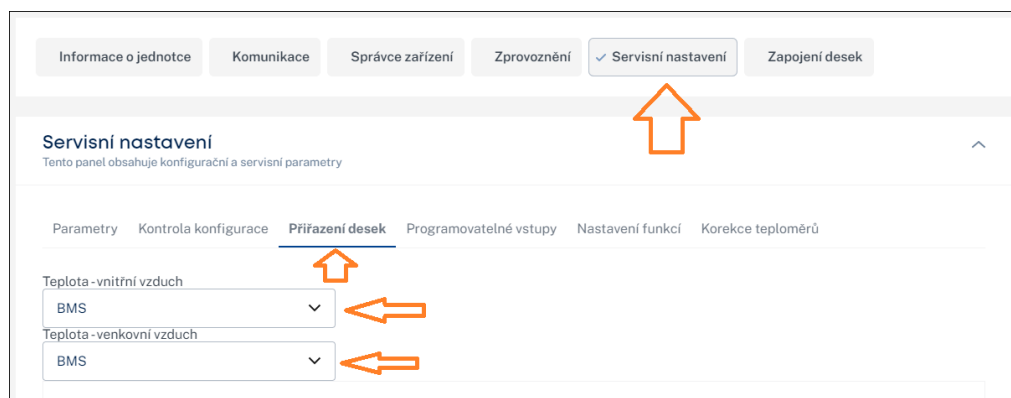 Informace o jednotce Komunikace Správce zařízení Zprovoznění Servisní nastavení Zapojení desek
Servisní nastavení
Tento panel obsahuje konfigurační a servisní parametry
Parametry Kontrola konfigurace Přiřazení desek Programovatelné vstupy Nastavení funkcí Korekce teploměrů
Teplota - vnitřní vzduch
BMS
Teplota - venkovní vzduch
BMS